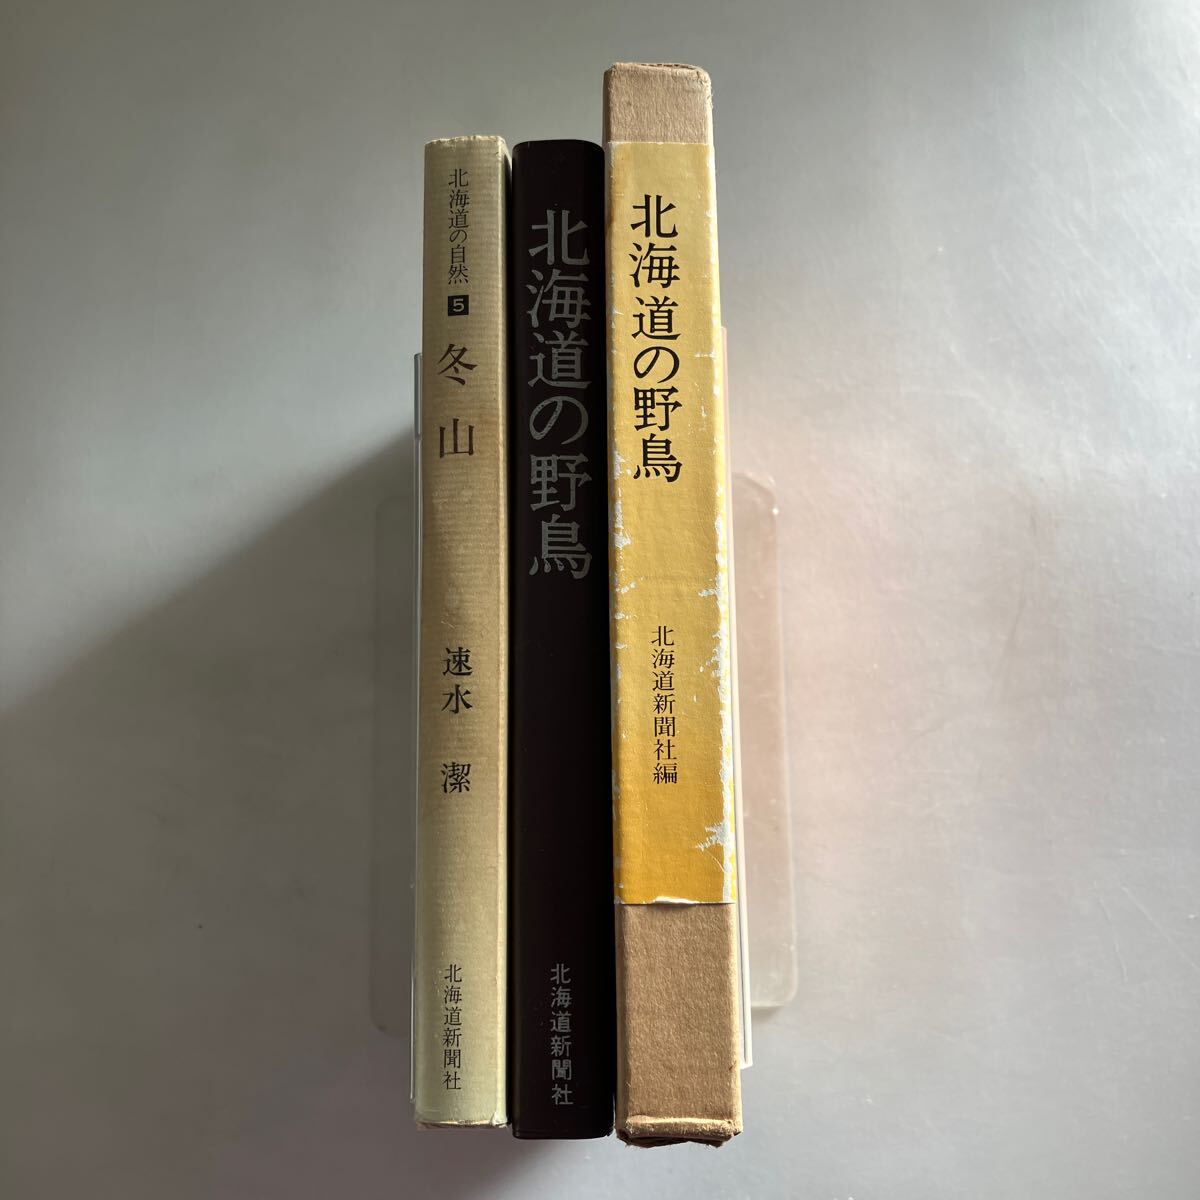 北海道の自然 5
冬山
速水 潔
北海道新聞社
北海道の野鳥
北海道新聞社
北海道の野鳥
北海道新聞社編